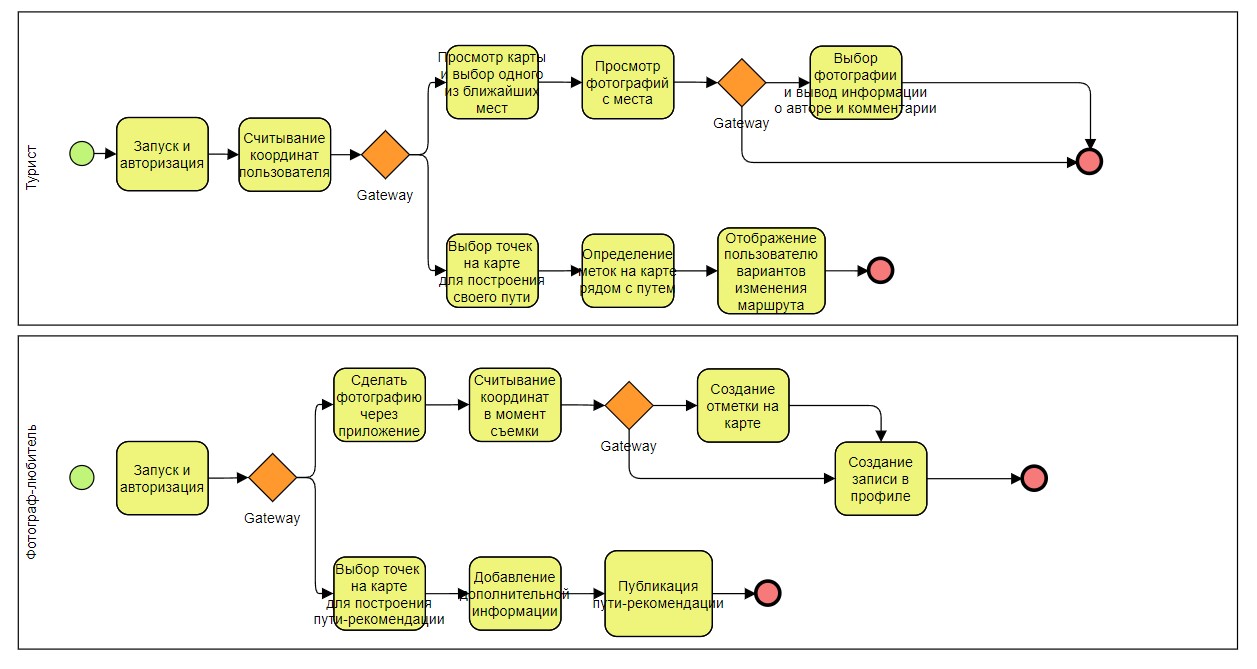 Турист
Запуск и
авторизация
Считывание
координат
пользователя
Gateway
Просмотр карты
и выбор одного
из ближайших
мест
Просмотр
фотографий
с места
Gateway
Выбор
фотографии
и вывод информации
о авторе и комментарии
Выбор точек
на карте
для построения
своего пути
Определение
меток на карте
рядом с путем
Отображение
пользователю
вариантов
изменения
маршрута
Фотограф-любитель
Запуск и
авторизация
Gateway
Сделать
фотографию
через
приложение
Считывание
координат
в момент
съемки
Gateway
Создание
отметки на
карте
Создание
записи в
профиле
Выбор точек
на карте
для построения
пути-рекомендации
Добавление
дополнительной
информации
Публикация
пути-рекомендации